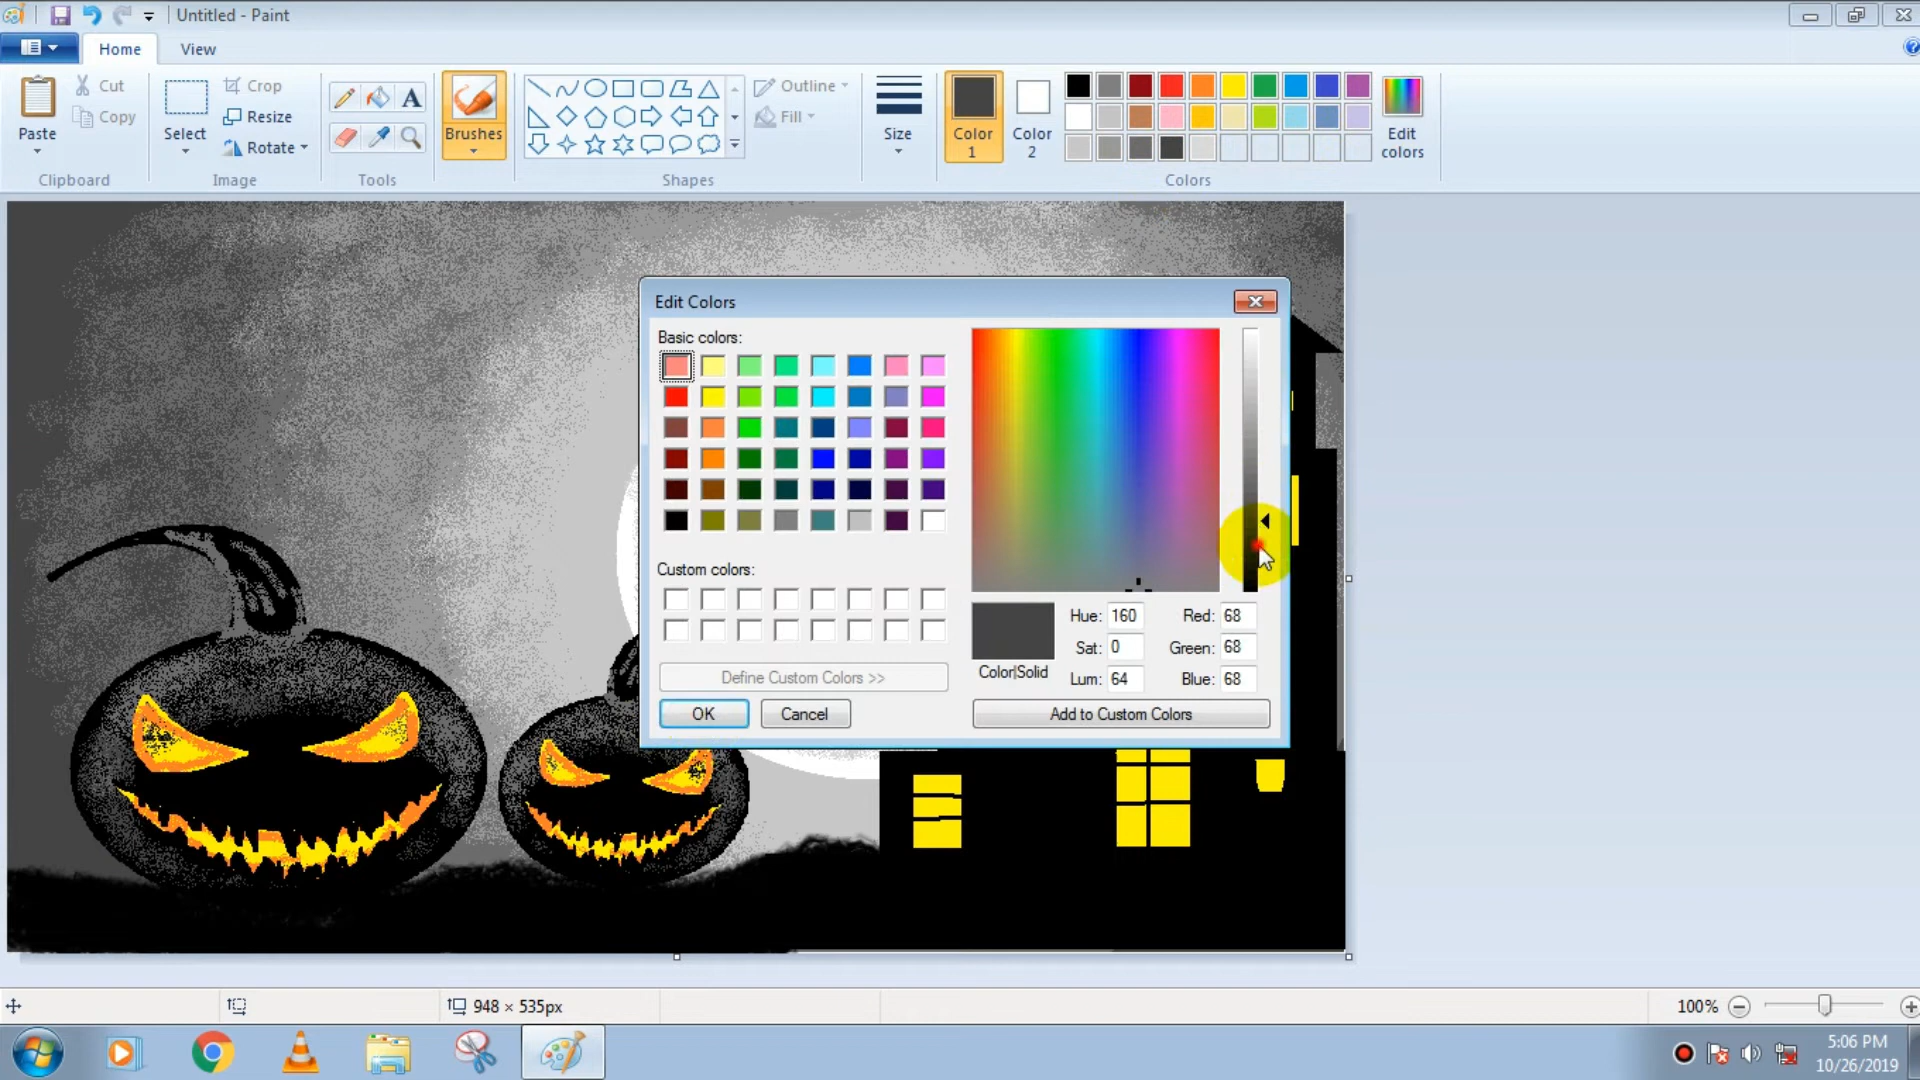 Untitled - Paint
Home
View
Paste
Cut
Copy
Clipboard
Select
Crop
Resize
Rotate
Image
A
Tools
Brushes
Outline
Fill
Shapes
Size
Color
1
Color
2
Edit
colors
Colors
Edit Colors
Basic colors:
Custom colors:
Define Custom Colors >>
OK
Cancel
Color|Solid
Hue: 160
Sat: 0
Lum: 64
Red: 68
Green: 68
Blue: 68
Add to Custom Colors
948 × 535px
100%
5:06 PM
10/26/2019